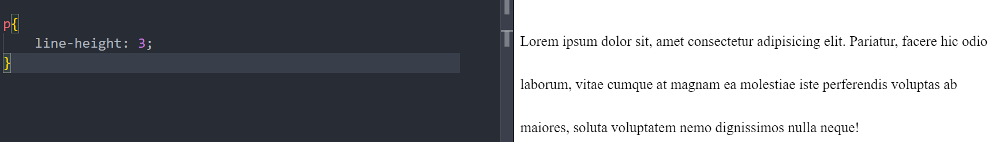 p{
    line-height: 3;
}
Lorem ipsum dolor sit, amet consectetur adipisicing elit. Pariatur, facere hic odio
laborum, vitae cumque at magnam ea molestiae iste perferendis voluptas ab
maiores, soluta voluptatem nemo dignissimos nulla neque!